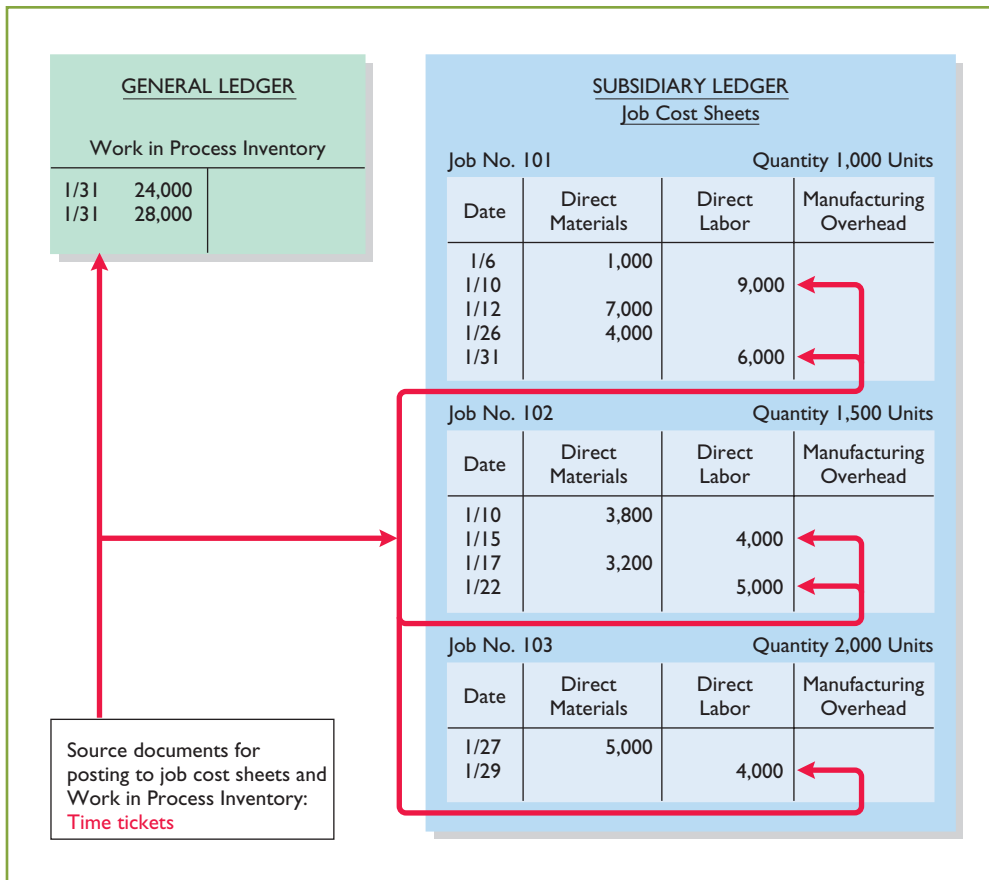 GENERAL LEDGER
Work in Process Inventory
1/31 24,000
1/31 28,000
SUBSIDIARY LEDGER
Job Cost Sheets
Job No. 101 Quantity 1,000 Units
Date Direct Materials Direct Labor Manufacturing Overhead
1/6 1,000
1/10 9,000
1/12 7,000
1/26 4,000
1/31 6,000
Job No. 102 Quantity 1,500 Units
Date Direct Materials Direct Labor Manufacturing Overhead
1/10 3,800
1/15 4,000
1/17 3,200
1/22 5,000
Job No. 103 Quantity 2,000 Units
Date Direct Materials Direct Labor Manufacturing Overhead
1/27 5,000
1/29 4,000
Source documents for
posting to job cost sheets and
Work in Process Inventory:
Time tickets